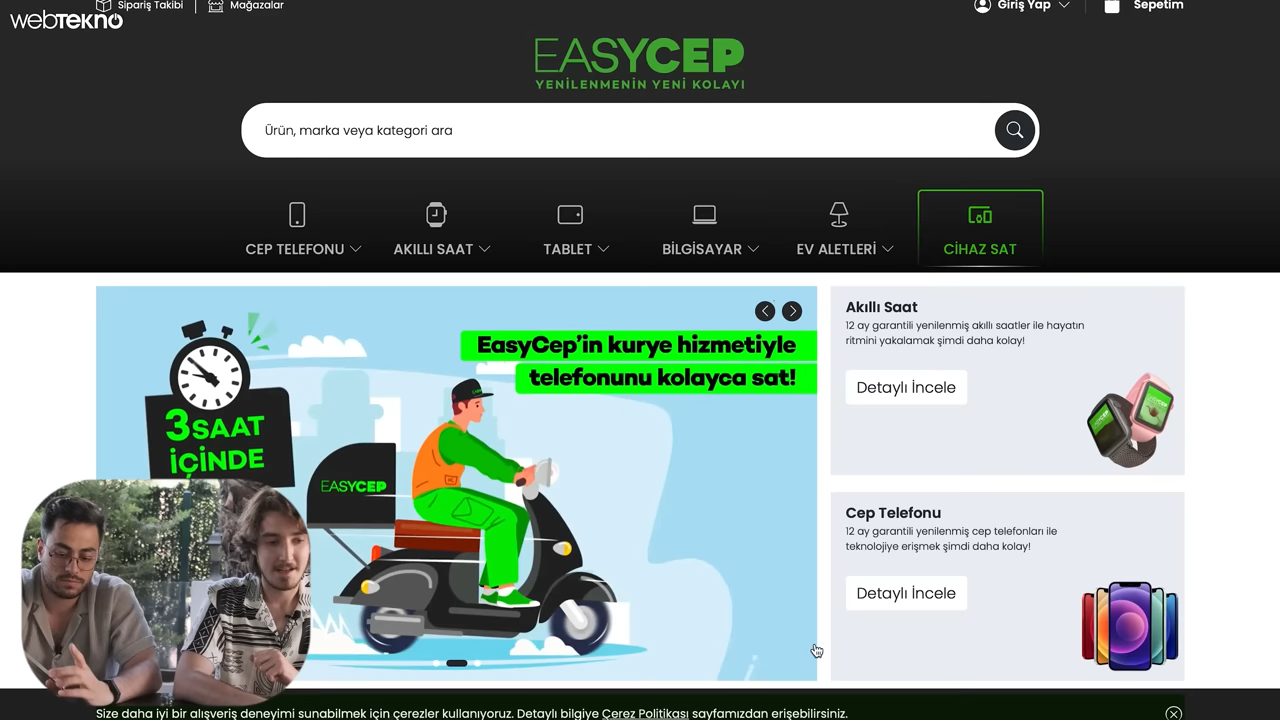 Sipariş Takibi
Mağazalar
Giriş Yap
Sepetim
webtekno
EASYCEP
YENİLENMENİN YENİ KOLAYI
Ürün, marka veya kategori ara
CEP TELEFONU
AKILLI SAAT
TABLET
BİLGİSAYAR
EV ALETLERİ
CİHAZ SAT
EasyCep'in kurye hizmetiyle
telefonunu kolayca sat!
3 SAAT
İÇİNDE
EASYCEP
Akıllı Saat
12 ay garantili yenilenmiş akıllı saatler ile hayatın
ritmini yakalamak şimdi daha kolay!
Detaylı İncele
Cep Telefonu
12 ay garantili yenilenmiş cep telefonları ile
teknolojiye erişmek şimdi daha kolay!
Detaylı İncele
Size daha iyi bir alışveriş deneyimi sunabilmek için çerezler kullanıyoruz. Detaylı bilgiye Çerez Politikası sayfamızdan erişebilirsiniz.